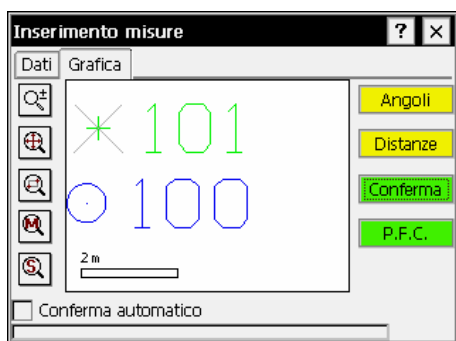 Inserimento misure ? ×
Dati Grafica
Angoli
101
Distanze
Conferma
100
M
P.F.C.
2 m
S
Conferma automatico